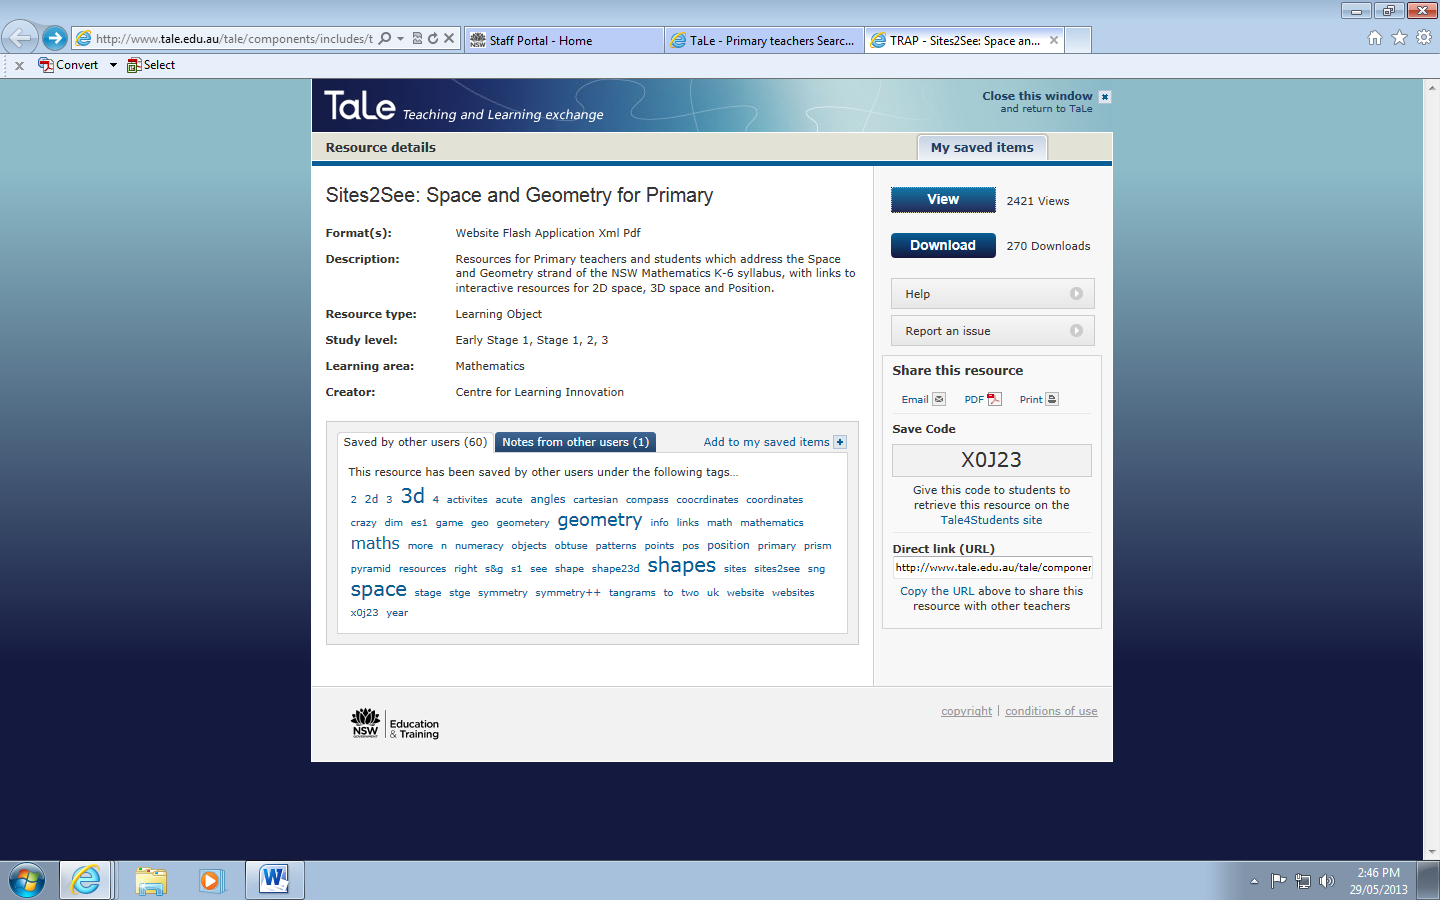 http://www.tale.edu.au/tale/components/includes/t
Staff Portal - Home
TaLe - Primary teachers Searc...
TRAP - Sites2See: Space an...
x Convert Select
TaLe Teaching and Learning exchange
Close this window
and return to TaLe
Resource details
My saved items
Sites2See: Space and Geometry for Primary
Format(s): Website Flash Application Xml Pdf
Description: Resources for Primary teachers and students which address the Space
and Geometry strand of the NSW Mathematics K-6 syllabus, with links to
interactive resources for 2D space, 3D space and Position.
Resource type: Learning Object
Study level: Early Stage 1, Stage 1, 2, 3
Learning area: Mathematics
Creator: Centre for Learning Innovation
Saved by other users (60) Notes from other users (1) Add to my saved items
This resource has been saved by other users under the following tags...
2 2d 3 3d 4 activites acute angles cartesian compass coocrdinates coordinates
crazy dim es1 game geo geometery geometry info links math mathematics
maths more n numeracy objects obtuse patterns points pos position primary prism
pyramid resources right s&g s1 see shape shape23d shapes sites sites2see sng
space stage stge symmetry symmetry++ tangrams to two uk website websites
x0j23 year
View 2421 Views
Download 270 Downloads
Help
Report an issue
Share this resource
Email PDF Print
Save Code
X0J23
Give this code to students to
retrieve this resource on the
Tale4Students site
Direct link (URL)
http://www.tale.edu.au/tale/componer
Copy the URL above to share this
resource with other teachers
NSW
GOVERNMENT
Education
& Training
copyright | conditions of use
2:46 PM
29/05/2013